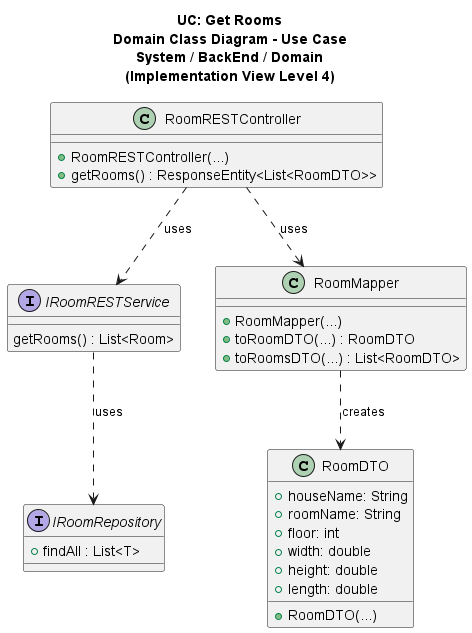 UC: Get Rooms
Domain Class Diagram - Use Case
System / BackEnd / Domain
(Implementation View Level 4)
C RoomRESTController
RoomRESTController(...)
getRooms() : ResponseEntity<List<RoomDTO>>
uses
uses
I IRoomRESTService
getRooms() : List<Room>
C RoomMapper
RoomMapper(...)
toRoomDTO(...) : RoomDTO
toRoomsDTO(...) : List<RoomDTO>
uses
creates
I IRoomRepository
findAll : List<T>
C RoomDTO
houseName: String
roomName: String
floor: int
width: double
height: double
length: double
RoomDTO(...)